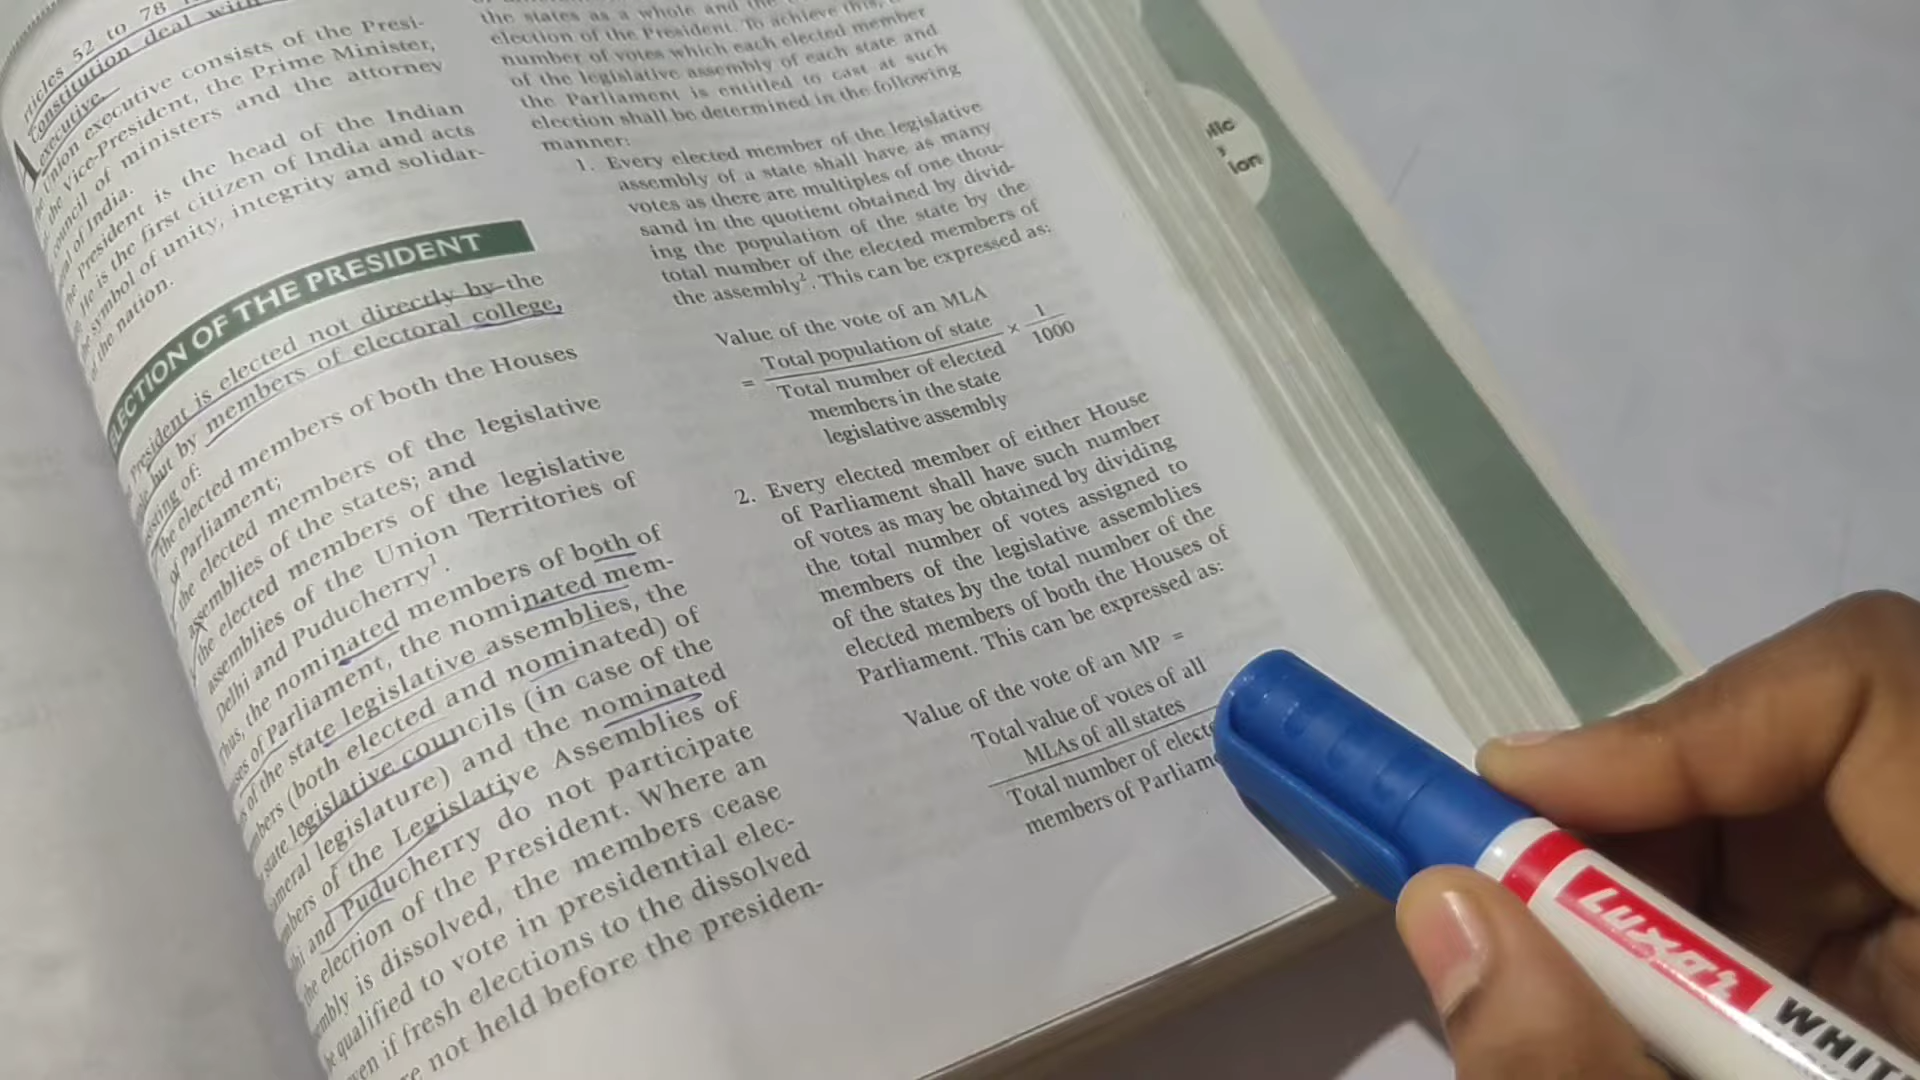 ticles 52 to 78
Constitution deal with
executive.
Union executive consists of the Presi-
the Vice-President, the Prime Minister,
council of ministers and the attorney
of India.
President is the head of the Indian
He is the first citizen of India and acts
symbol of unity, integrity and solidar-
of the nation.
ELECTION OF THE PRESIDENT
President is elected not directly by the
but by members of electoral college,
isting of:
the elected members of both the Houses
of Parliament;
the elected members of the legislative
assemblies of the states; and
the elected members of the legislative
assemblies of the Union Territories of
Delhi and Puducherry1.
Thus, the nominated members of both of
ses of Parliament, the nominated mem-
of the state legislative assemblies, the
mbers (both elected and nominated) of
state legislative councils (in case of the
ameral legislature) and the nominated
mbers of the Legislative Assemblies of
hi and Puducherry do not participate
the election of the President. Where an
mbly is dissolved, the members cease
be qualified to vote in presidential elec-
ven if fresh elections to the dissolved
re not held before the presiden-
the states as a whole and the
election of the President. To achieve this,
number of votes which each elected member
of the legislative assembly of each state and
the Parliament is entitled to cast at such
election shall be determined in the following
manner:
1. Every elected member of the legislative
assembly of a state shall have as many
votes as there are multiples of one thou-
sand in the quotient obtained by divid-
ing the population of the state by the
total number of the elected members of
the assembly2. This can be expressed as:
Value of the vote of an MLA
= Total population of state × 1
Total number of elected 1000
members in the state
legislative assembly
2. Every elected member of either House
of Parliament shall have such number
of votes as may be obtained by dividing
the total number of votes assigned to
members of the legislative assemblies
of the states by the total number of the
elected members of both the Houses of
Parliament. This can be expressed as:
Value of the vote of an MP =
Total value of votes of all
MLAs of all states
Total number of electe
members of Parliame
Luxor WHIT